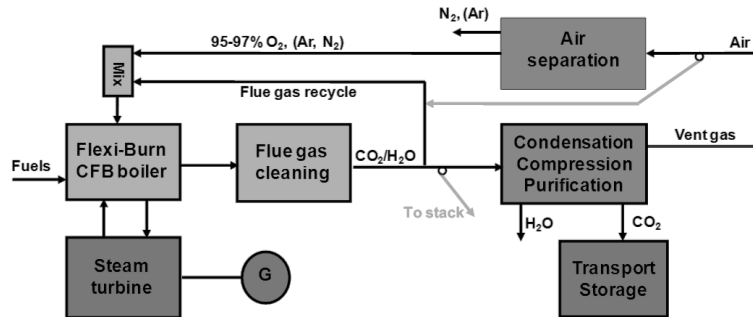 N₂, (Ar)
95-97% O₂, (Ar, N₂)
Air
separation
Air
Mix
Flue gas recycle
Flexi-Burn
CFB boiler
Flue gas
cleaning
CO₂/H₂O
Condensation
Compression
Purification
Vent gas
Fuels
To stack
H₂O
CO₂
Steam
turbine
G
Transport
Storage